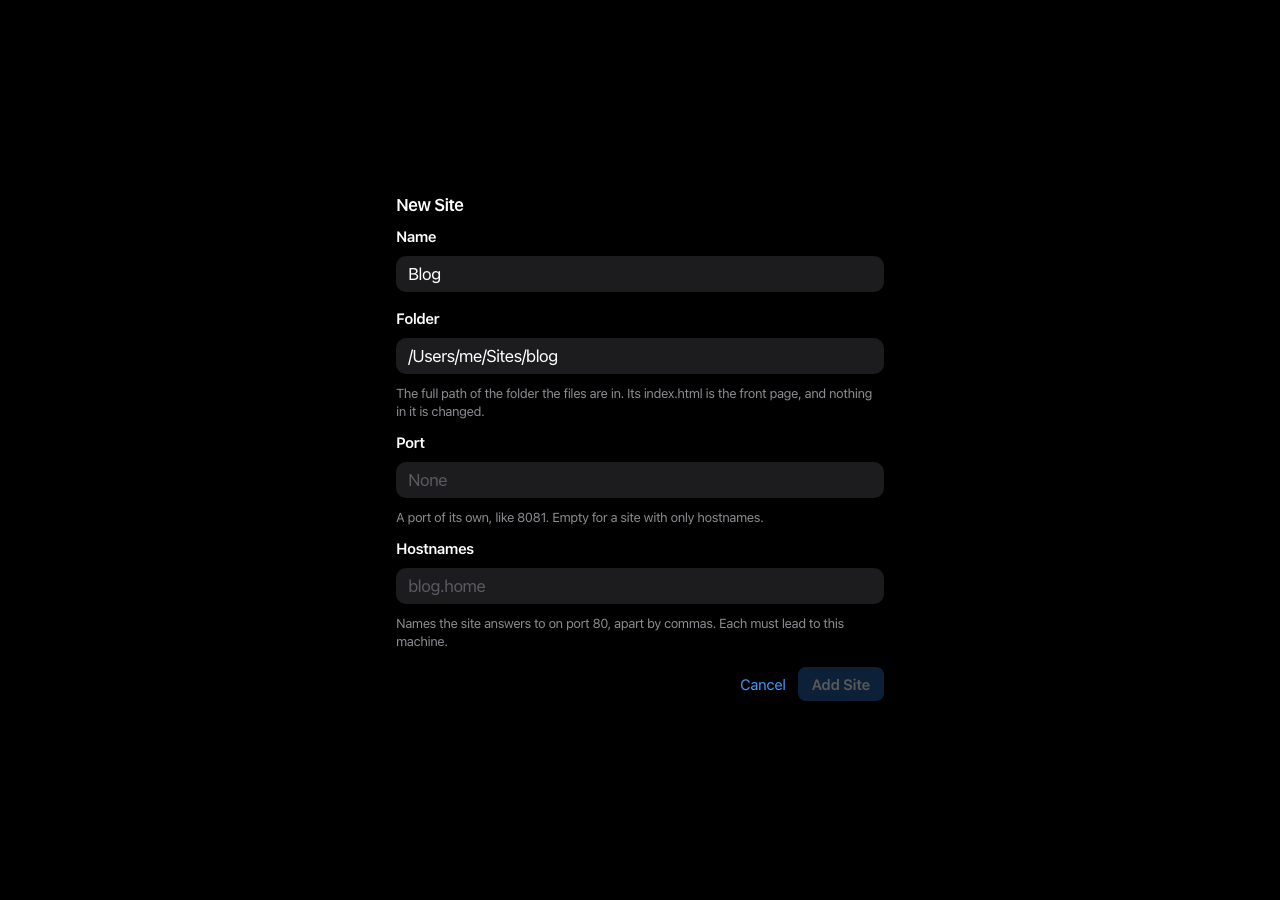 New Site
Name
Blog
Folder
/Users/me/Sites/blog
The full path of the folder the files are in. Its index.html is the front page, and nothing
in it is changed.
Port
None
A port of its own, like 8081. Empty for a site with only hostnames.
Hostnames
blog.home
Names the site answers to on port 80, apart by commas. Each must lead to this
machine.
Cancel
Add Site